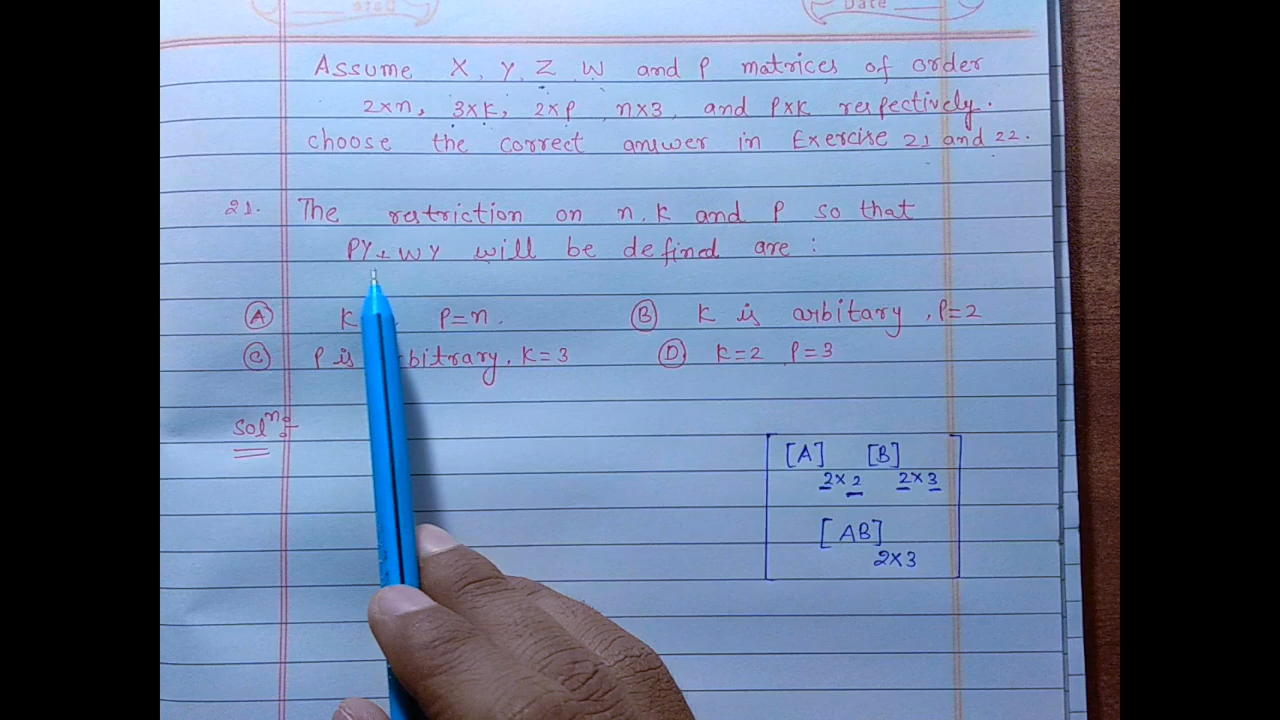 Date
Assume X, Y, Z, W and P matrices of order
2×n, 3×k, 2×p, n×3, and P×K respectively.
choose the correct answer in Exercise 21 and 22.
21. The restriction on n, k and P so that
PY+WY will be defined are :
(A) K P=n. (B) K is arbitary, P=2
(C) P is bitrary, K=3 (D) K=2 P=3
Solⁿ:-
[A] [B]
2×2 2×3
[AB]
2×3